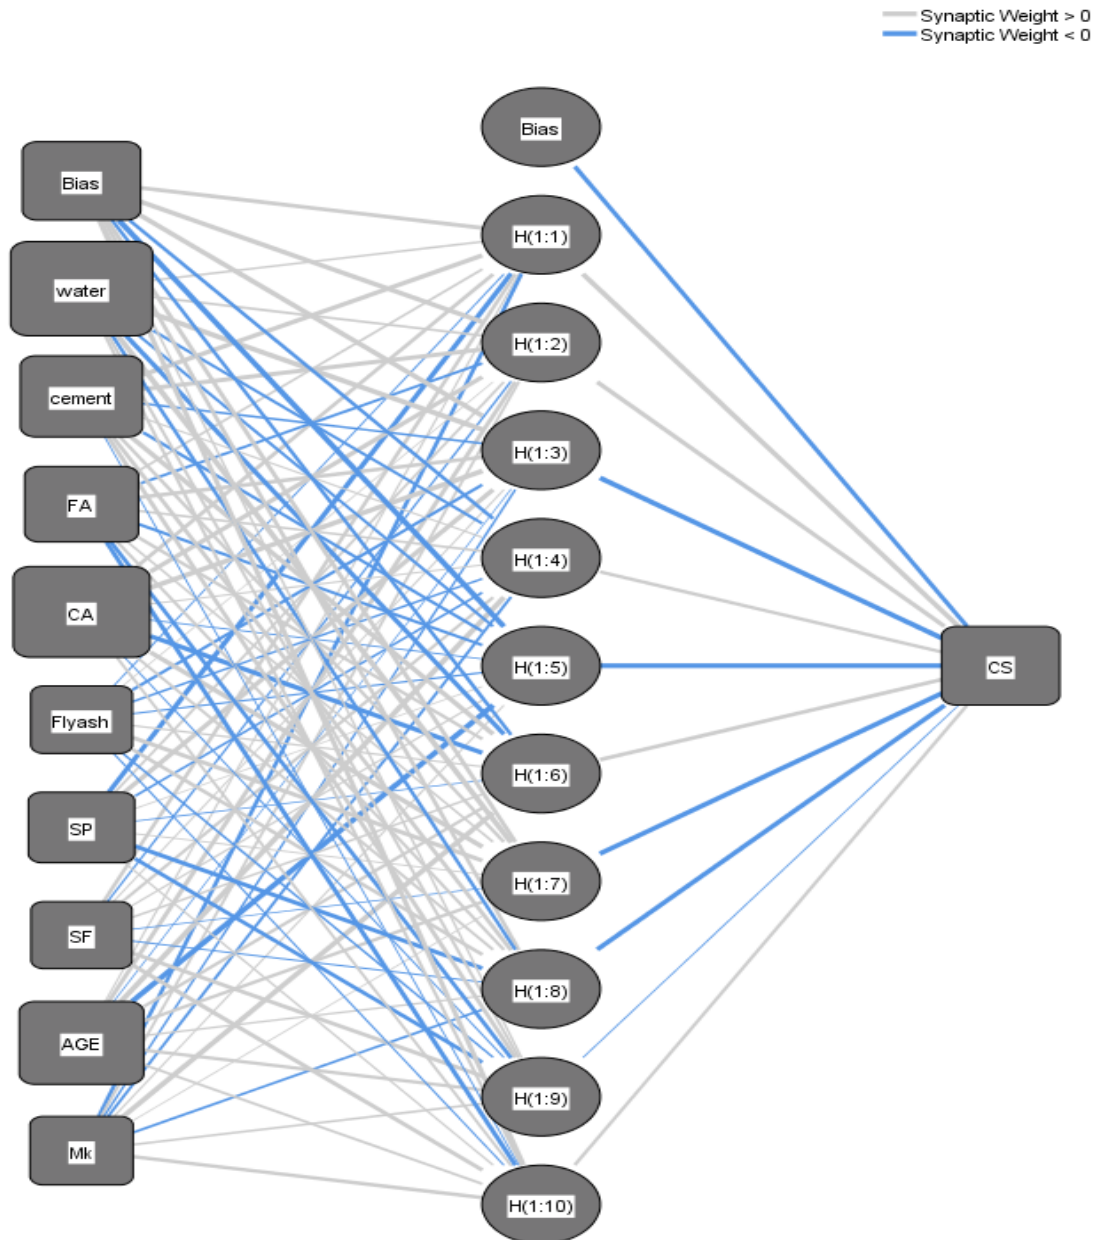 Synaptic Weight > 0
Synaptic Weight < 0
Bias
water
cement
FA
CA
Flyash
SP
SF
AGE
Mk
Bias
H(1:1)
H(1:2)
H(1:3)
H(1:4)
H(1:5)
H(1:6)
H(1:7)
H(1:8)
H(1:9)
H(1:10)
CS